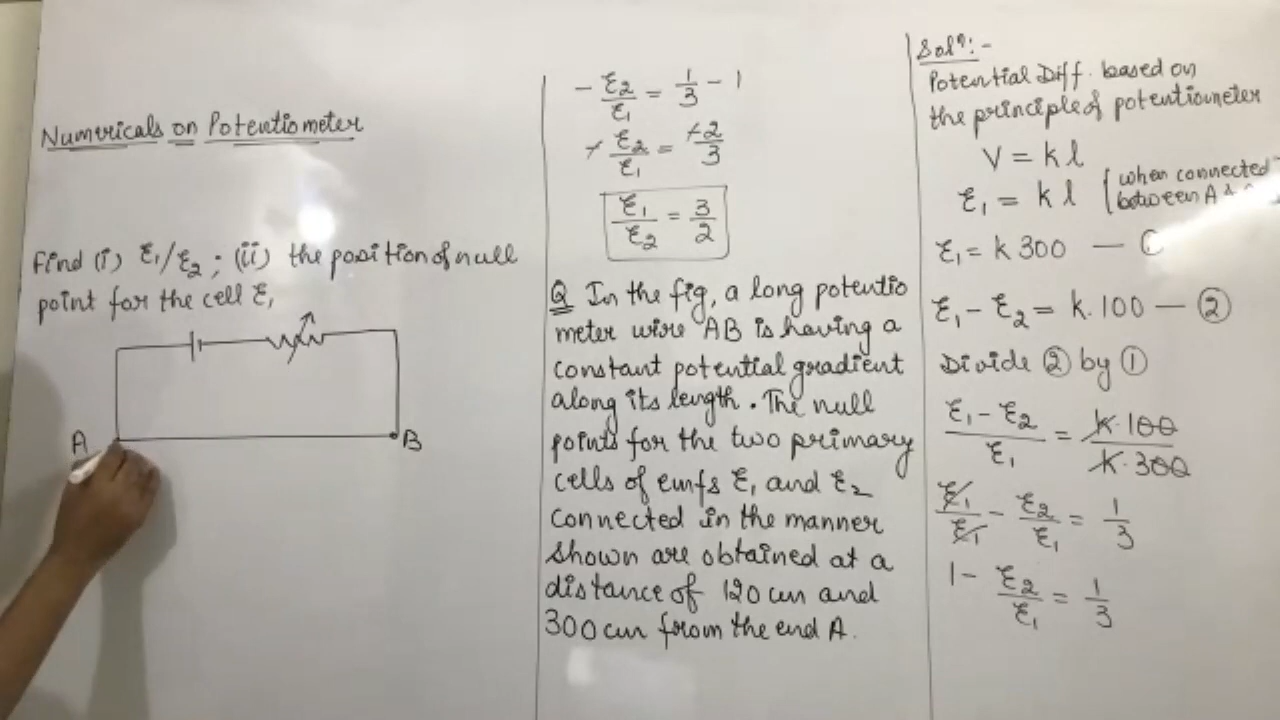 Numericals on Potentiometer
Find (i) ε₁/ε₂ ; (ii) the position of null
point for the cell ε₁
A
B
- ε₂/ε₁ = 1/3 - 1
+ ε₂/ε₁ = +2/3
ε₁/ε₂ = 3/2
Q In the fig, a long potentio
meter wire AB is having a
constant potential gradient
along its length. The null
points for the two primary
cells of emfs ε₁ and ε₂
connected in the manner
shown are obtained at a
distance of 120 cm and
300 cm from the end A.
Solⁿ:-
Potential Diff. based on
the principle of potentiometer
V = kl
ε₁ = kl (when connected
between A &
ε₁ = k 300 —
ε₁ - ε₂ = k.100 — ②
Divide ② by ①
ε₁ - ε₂/ε₁ = k.100/k.300
ε₁/ε₁ - ε₂/ε₁ = 1/3
1 - ε₂/ε₁ = 1/3